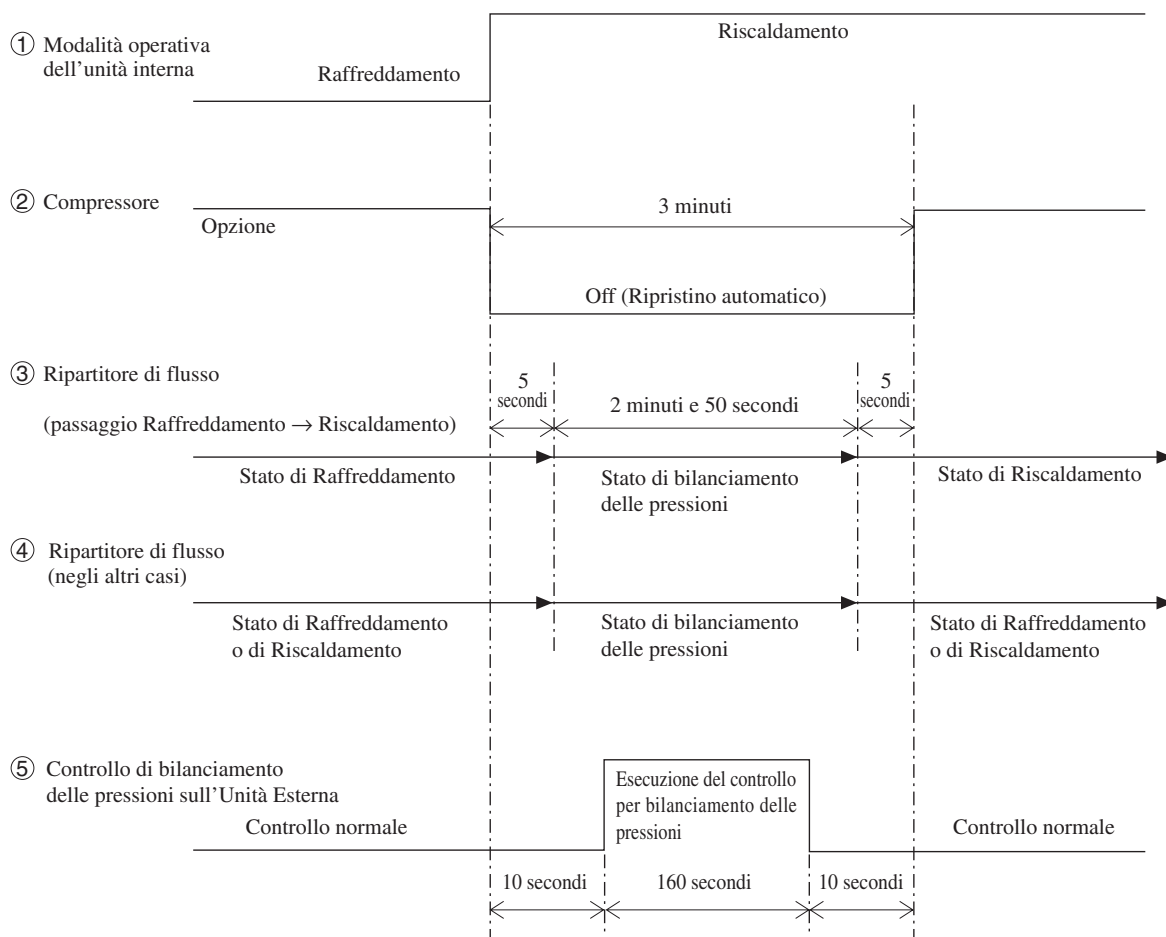 ① Modalità operativa
dell’unità interna
Raffreddamento
Riscaldamento
② Compressore
Opzione
3 minuti
Off (Ripristino automatico)
③ Ripartitore di flusso
(passaggio Raffreddamento → Riscaldamento)
5
secondi
2 minuti e 50 secondi
5
secondi
Stato di Raffreddamento
Stato di bilanciamento
delle pressioni
Stato di Riscaldamento
④ Ripartitore di flusso
(negli altri casi)
Stato di Raffreddamento
o di Riscaldamento
Stato di bilanciamento
delle pressioni
Stato di Raffreddamento
o di Riscaldamento
⑤ Controllo di bilanciamento
delle pressioni sull’Unità Esterna
Controllo normale
Esecuzione del controllo
per bilanciamento delle
pressioni
Controllo normale
10 secondi
160 secondi
10 secondi